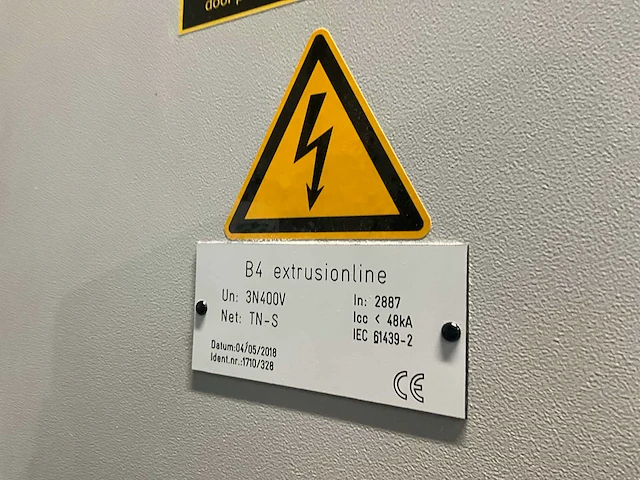 door
B4 extrusionline
Un: 3N400V
In: 2887
Net: TN-S
Icc < 48kA
IEC 61439-2
Datum:04/05/2018
Ident.nr.:1710/328
CE